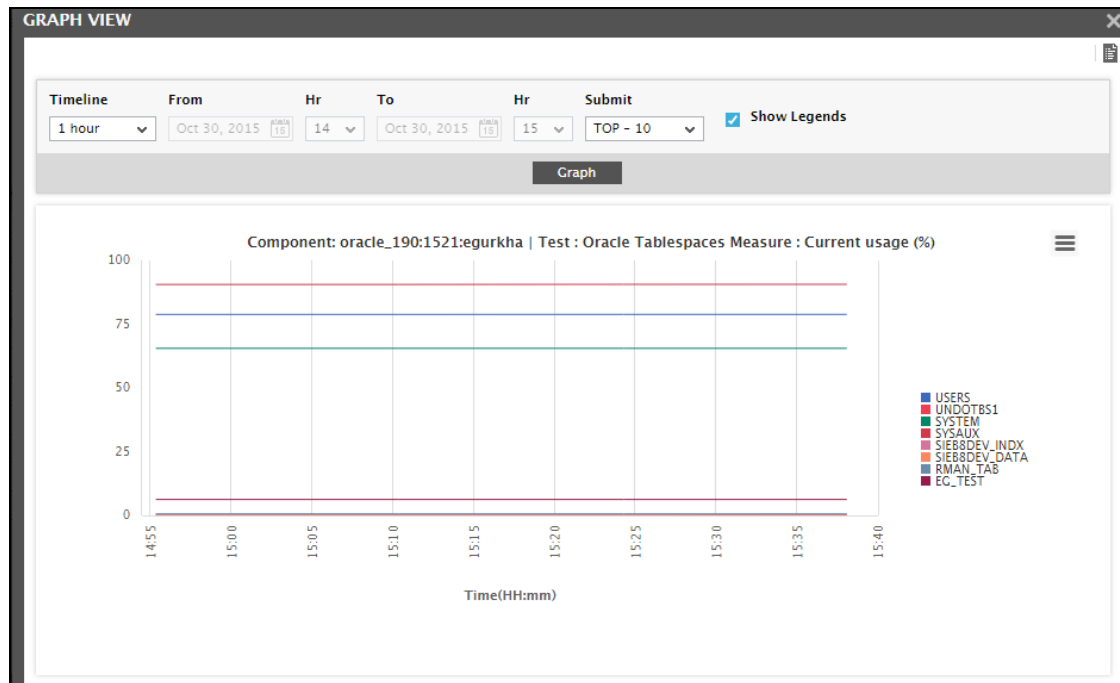 GRAPH VIEW
Timeline From Hr To Hr Submit
1 hour Oct 30, 2015 15 14 Oct 30, 2015 15 15 TOP - 10 Show Legends
Graph
Component: oracle_190:1521:egurkha | Test : Oracle Tablespaces Measure : Current usage (%)
100
75
50
25
0
USERS
UNDOTBS1
SYSTEM
SYSAUX
SIEB8DEV_INDX
SIEB8DEV_DATA
RMAN_TAB
EG_TEST
14:55 15:00 15:05 15:10 15:15 15:20 15:25 15:30 15:35 15:40
Time(HH:mm)